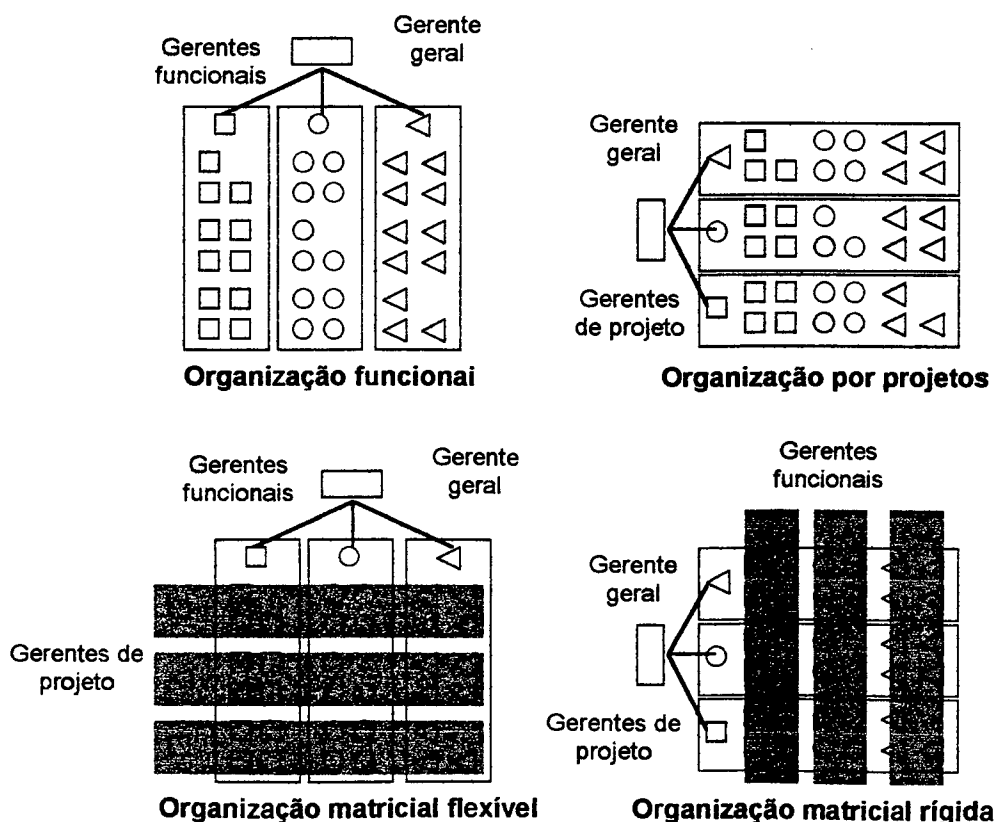 Gerentes
funcionais
Gerente
geral
Organização funcionai
Gerente
geral
Gerentes
de projeto
Organização por projetos
Gerentes
funcionais
Gerente
geral
Gerentes de
projeto
Organização matricial flexível
Gerentes
funcionais
Gerente
geral
Gerentes de
projeto
Organização matricial rígida